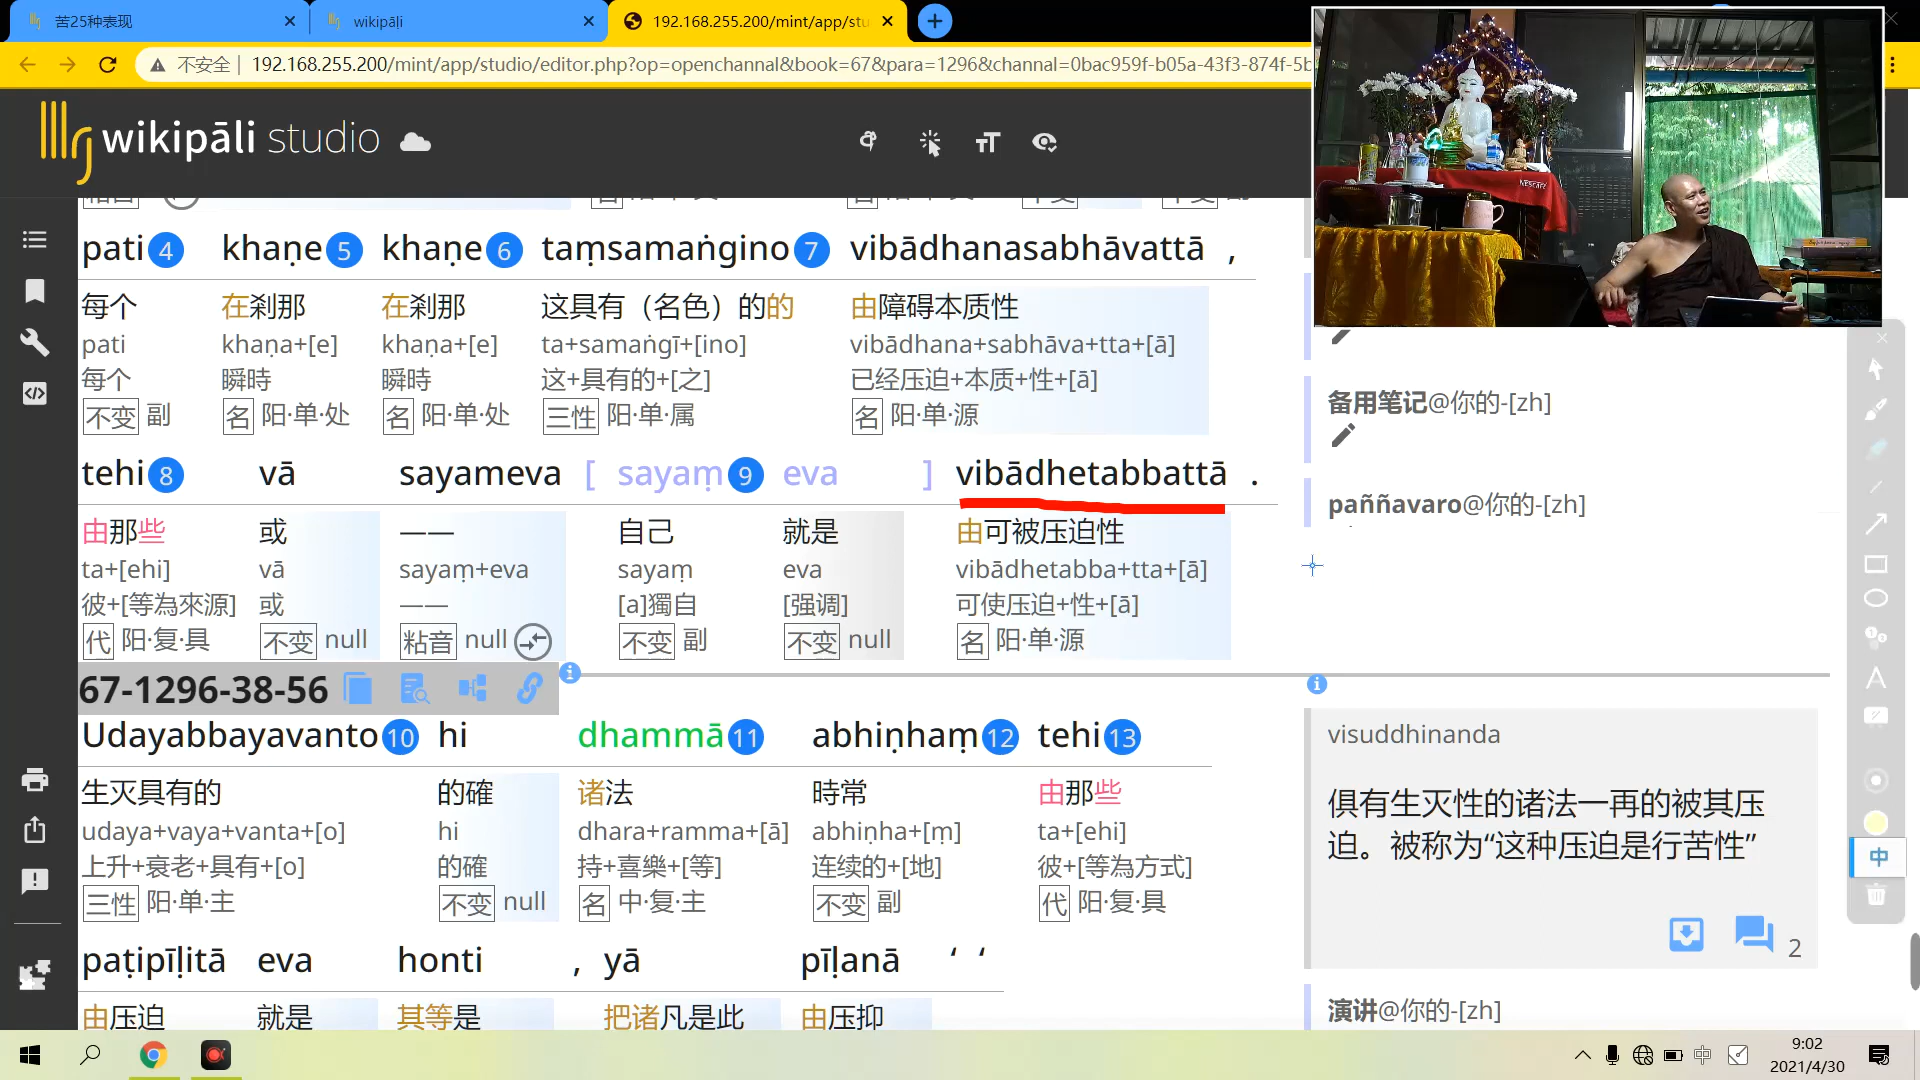 苦25种表现
wikipāḷi
192.168.255.200/mint/app/stu
不安全 | 192.168.255.200/mint/app/studio/editor.php?op=openchannal&book=67&para=1296&channal=0bac959f-b05a-43f3-874f-5b
wikipāli studio
pati 4 khaṇe 5 khaṇe 6 taṃsamaṅgino 7 vibādhanasabhāvattā ,
每个 在剎那 在剎那 这具有（名色）的的 由障碍本质性
pati khaṇa+[e] khaṇa+[e] ta+samaṅgī+[ino] vibādhana+sabhāva+tta+[ā]
每个 瞬時 瞬時 这+具有的+[之] 已经压迫+本质+性+[ā]
不变 副 名 阳·单·处 名 阳·单·处 三性 阳·单·属 名 阳·单·源
tehi 8 vā sayameva [ sayaṃ 9 eva ] vibādhetabbattā .
由那些 或 —— 自己 就是 由可被压迫性
ta+[ehi] vā sayaṃ+eva sayaṃ eva vibādhetabba+tta+[ā]
彼+[等為來源] 或 —— [a]獨自 [强调] 可使压迫+性+[ā]
代 阳·复·具 不变 null 粘音 null 不变 副 不变 null 名 阳·单·源
67-1296-38-56
Udayabbayavanto 10 hi dhammā 11 abhiṇhaṃ 12 tehi 13
生灭具有的 的確 诸法 時常 由那些
udaya+vaya+vanta+[o] hi dhara+ramma+[ā] abhiṇha+[ṃ] ta+[ehi]
上升+衰老+具有+[o] 的確 持+喜樂+[等] 连续的+[地] 彼+[等為方式]
三性 阳·单·主 不变 null 名 中·复·主 不变 副 代 阳·复·具
paṭipīḷitā eva honti , yā pīḷanā ‘ ‘
由压迫 就是 其等是 把诸凡是此 由压抑
备用笔记@你的-[zh]
paññavaro@你的-[zh]
visuddhinanda
俱有生灭性的诸法一再的被其压
迫。被称为“这种压迫是行苦性”
2
演讲@你的-[zh]
中
NESCAFÉ
中
9:02
2021/4/30